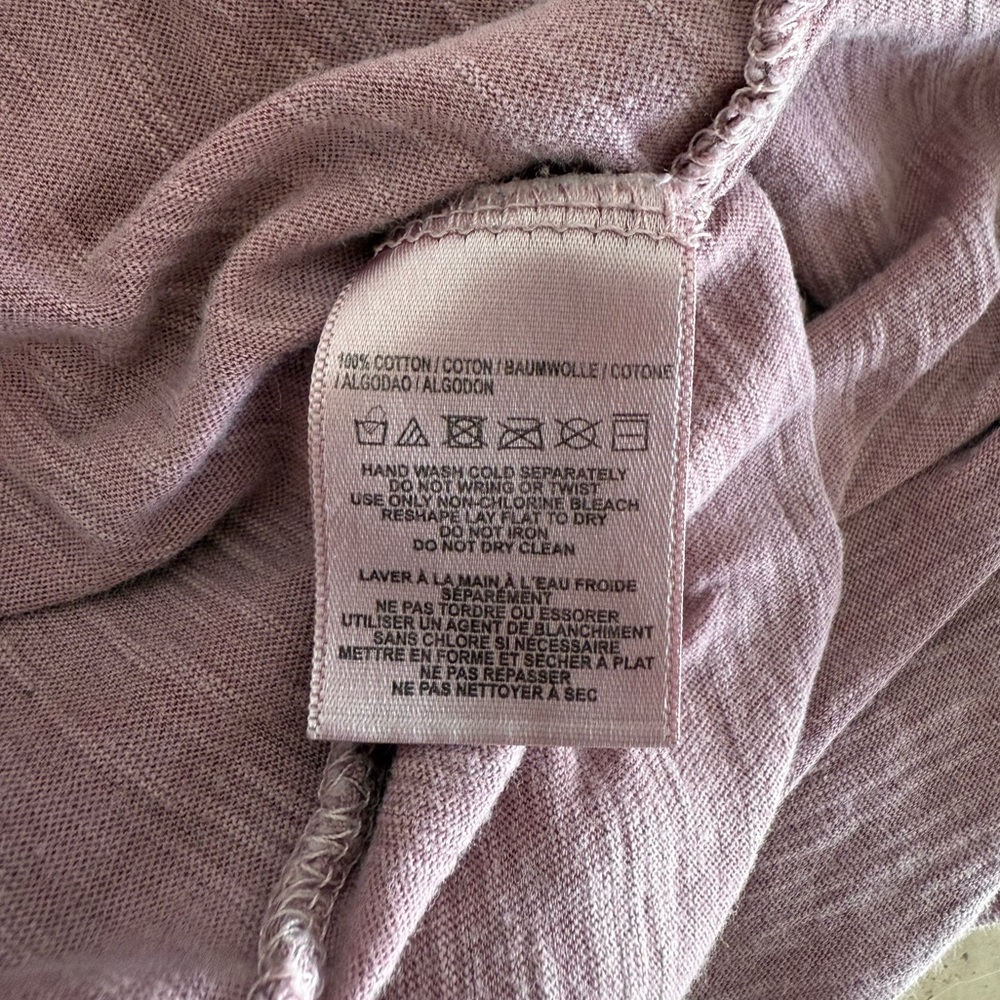 100% COTTON / COTON / BAUMWOLLE / COTONE
/ ALGODAO / ALGODON
HAND WASH COLD SEPARATELY
DO NOT WRING OR TWIST
USE ONLY NON-CHLORINE BLEACH
RESHAPE LAY FLAT TO DRY
DO NOT IRON
DO NOT DRY CLEAN
LAVER À LA MAIN À L'EAU FROIDE
SÉPARÉMENT
NE PAS TORDRE OU ESSORER
UTILISER UN AGENT DE BLANCHIMENT
SANS CHLORE SI NÉCESSAIRE
METTRE EN FORME ET SÉCHER À PLAT
NE PAS REPASSER
NE PAS NETTOYER À SEC